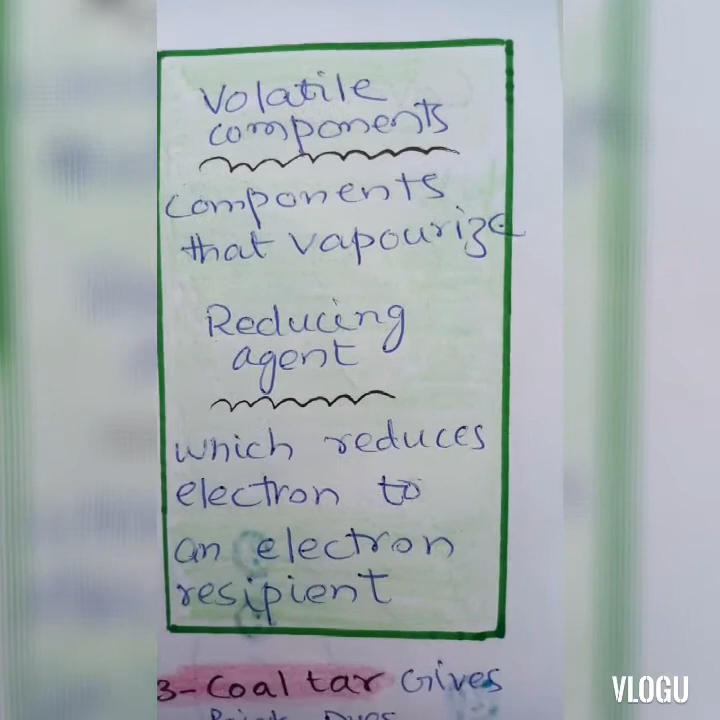 Volatile
components
components
that vapourize
Reducing
agent
which reduces
electron to
an electron
resipient
3-Coal tar Gives
VLOGU